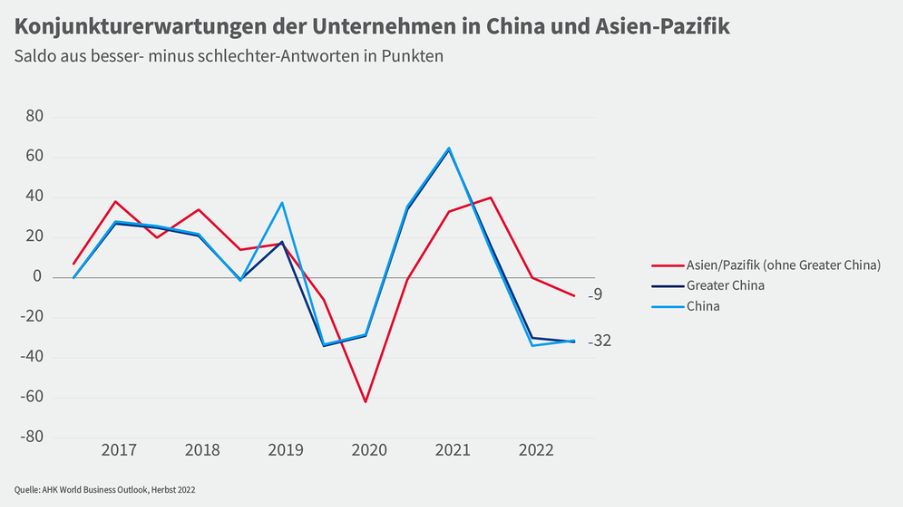 Konjunkturerwartungen der Unternehmen in China und Asien-Pazifik
Saldo aus besser- minus schlechter-Antworten in Punkten
80
60
40
20
0
-20
-40
-60
-80
2017 2018 2019 2020 2021 2022
-9
-32
Asien/Pazifik (ohne Greater China)
Greater China
China
Quelle: AHK World Business Outlook, Herbst 2022